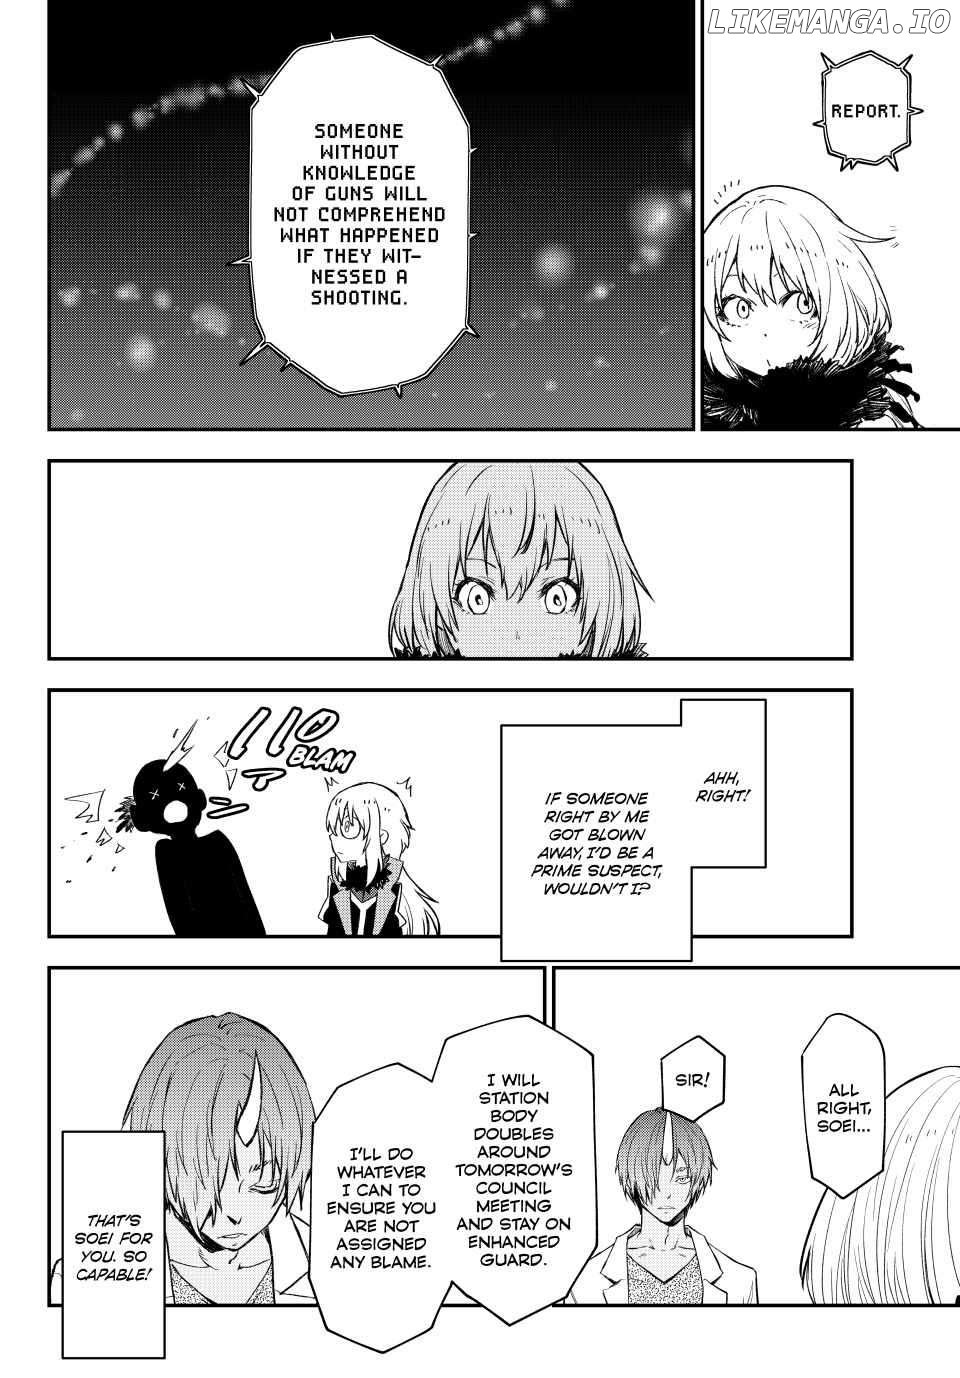 LIKEMANGA.IO
REPORT.
SOMEONE
WITHOUT
KNOWLEDGE
OF GUNS WILL
NOT COMPREHEND
WHAT HAPPENED
IF THEY WIT-
NESSED A
SHOOTING.
AHH,
RIGHT!
IF SOMEONE
RIGHT BY ME
GOT BLOWN
AWAY, I'D BE A
PRIME SUSPECT,
WOULDN'T I?
BLAM
ALL
RIGHT,
SOEI...
SIR!
I WILL
STATION
BODY
DOUBLES
AROUND
TOMORROW'S
COUNCIL
MEETING
AND STAY ON
ENHANCED
GUARD.
I'LL DO
WHATEVER
I CAN TO
ENSURE YOU
ARE NOT
ASSIGNED
ANY BLAME.
THAT'S
SOEI FOR
YOU. SO
CAPABLE!